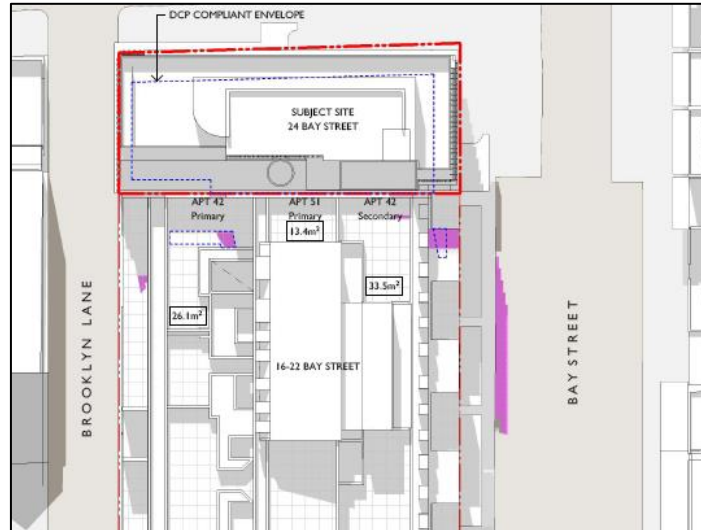 DCP COMPLIANT ENVELOPE
SUBJECT SITE
24 BAY STREET
APT 42
Primary
APT 51
Primary
APT 42
Secondary
13.4m²
26.1m²
33.5m²
16-22 BAY STREET
BROOKLYN LANE
BAY STREET